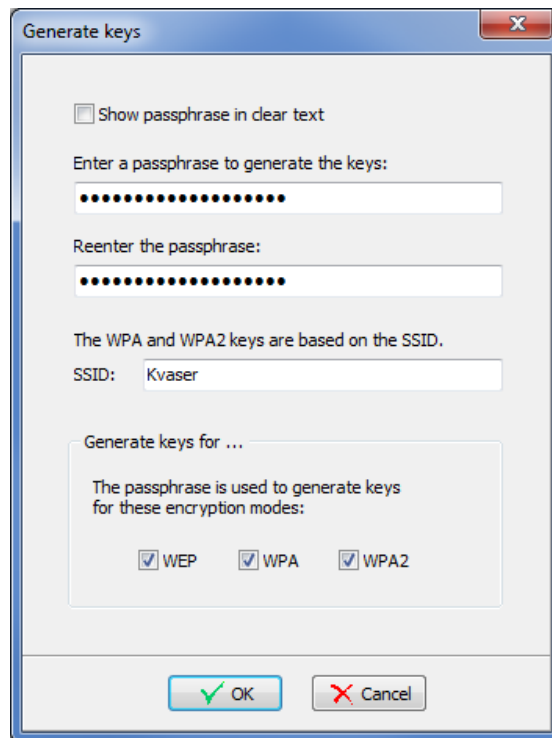 Generate keys
Show passphrase in clear text
Enter a passphrase to generate the keys:
•••••••••••••••••••
Reenter the passphrase:
•••••••••••••••••••
The WPA and WPA2 keys are based on the SSID.
SSID: Kvaser
Generate keys for ...
The passphrase is used to generate keys
for these encryption modes:
WEP WPA WPA2
OK Cancel